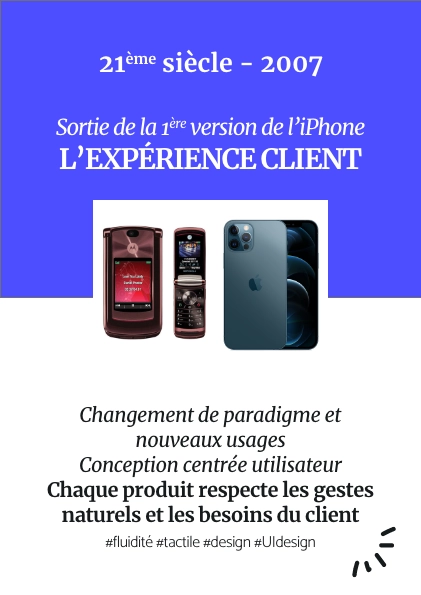 21ème siècle - 2007
Sortie de la 1ère version de l’iPhone
L’EXPÉRIENCE CLIENT
Changement de paradigme et
nouveaux usages
Conception centrée utilisateur
Chaque produit respecte les gestes
naturels et les besoins du client
#fluidité #tactile #design #UIdesign